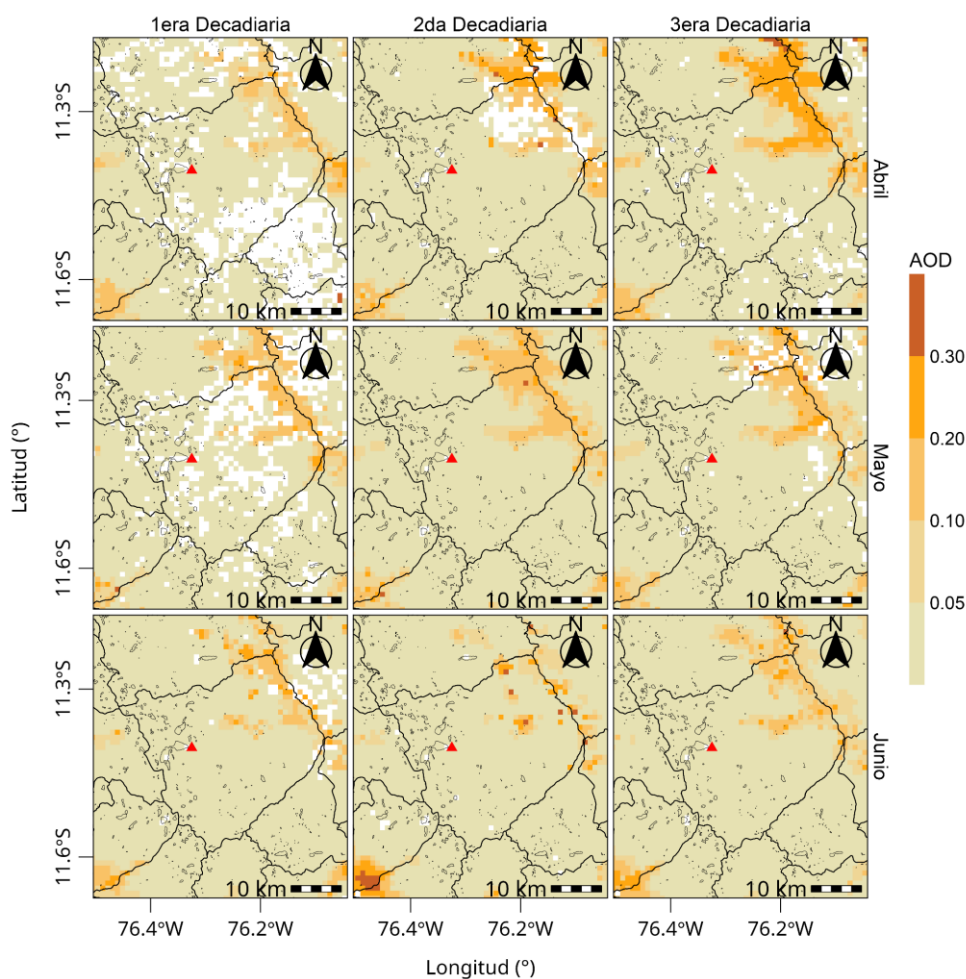 1era Decadiaria 2da Decadiaria 3era Decadiaria
N N N
11.3°S
11.6°S
10 km 10 km 10 km
Abril
N N N
11.3°S
11.6°S
10 km 10 km 10 km
Mayo
N N N
11.3°S
11.6°S
10 km 10 km 10 km
Junio
76.4°W 76.2°W 76.4°W 76.2°W 76.4°W 76.2°W
Longitud (°)
Latitud (°)
AOD
0.30
0.20
0.10
0.05